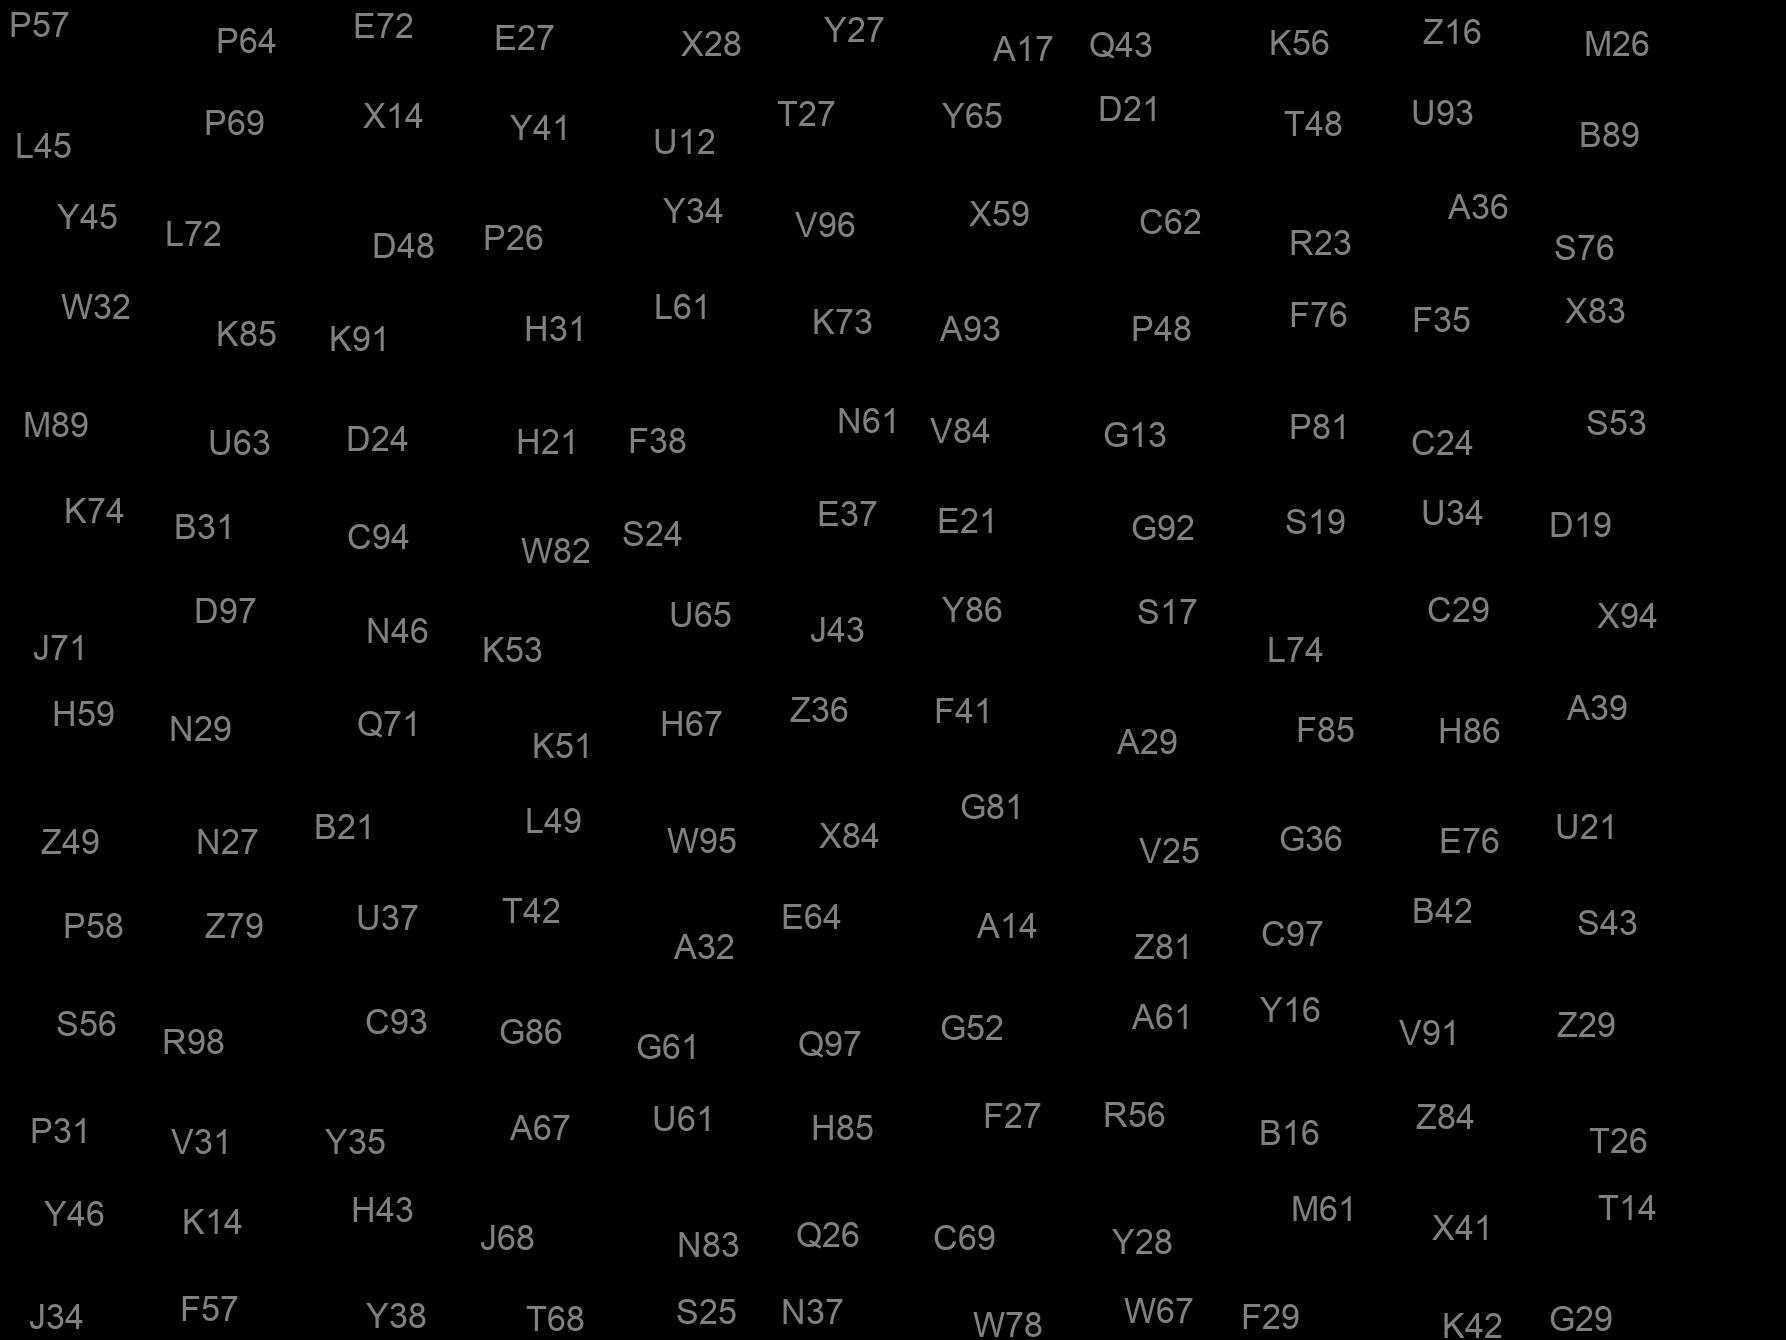 P57 P64 E72 E27 X28 Y27 A17 Q43 K56 Z16 M26
L45 P69 X14 Y41 U12 T27 Y65 D21 T48 U93 B89
Y45 L72 D48 P26 Y34 V96 X59 C62 R23 A36 S76
W32 K85 K91 H31 L61 K73 A93 P48 F76 F35 X83
M89 U63 D24 H21 F38 N61 V84 G13 P81 C24 S53
K74 B31 C94 W82 S24 E37 E21 G92 S19 U34 D19
J71 D97 N46 K53 U65 J43 Y86 S17 L74 C29 X94
H59 N29 Q71 K51 H67 Z36 F41 A29 F85 H86 A39
Z49 N27 B21 L49 W95 X84 G81 V25 G36 E76 U21
P58 Z79 U37 T42 A32 E64 A14 Z81 C97 B42 S43
S56 R98 C93 G86 G61 Q97 G52 A61 Y16 V91 Z29
P31 V31 Y35 A67 U61 H85 F27 R56 B16 Z84 T26
Y46 K14 H43 J68 N83 Q26 C69 Y28 M61 X41 T14
J34 F57 Y38 T68 S25 N37 W78 W67 F29 K42 G29